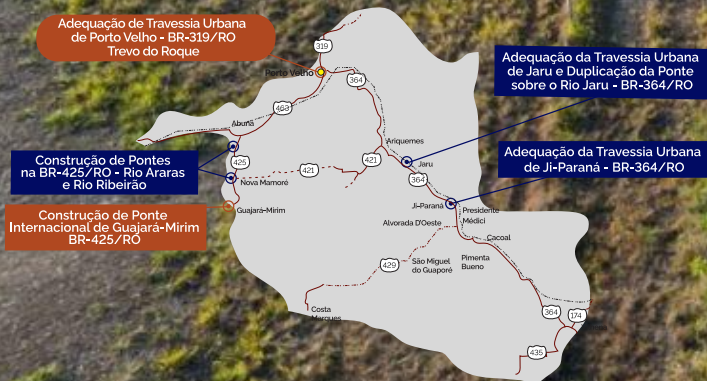 Adequação de Travessia Urbana
de Porto Velho - BR-319/RO
Trevo do Roque
319
Porto Velho
364
Adequação da Travessia Urbana
de Jaru e Duplicação da Ponte
sobre o Rio Jaru - BR-364/RO
463
Abunã
Ariquemes
Construção de Pontes
na BR-425/RO - Rio Araras
e Rio Ribeirão
425
421
421
Jaru
364
Adequação da Travessia Urbana
de Ji-Paraná - BR-364/RO
Nova Mamoré
Construção de Ponte
Internacional de Guajará-Mirim
BR-425/RO
Guajará-Mirim
Ji-Paraná
Presidente
Médici
Alvorada D'Oeste
Cacoal
429
São Miguel
do Guaporé
Pimenta
Bueno
Costa
Marques
364
174
435